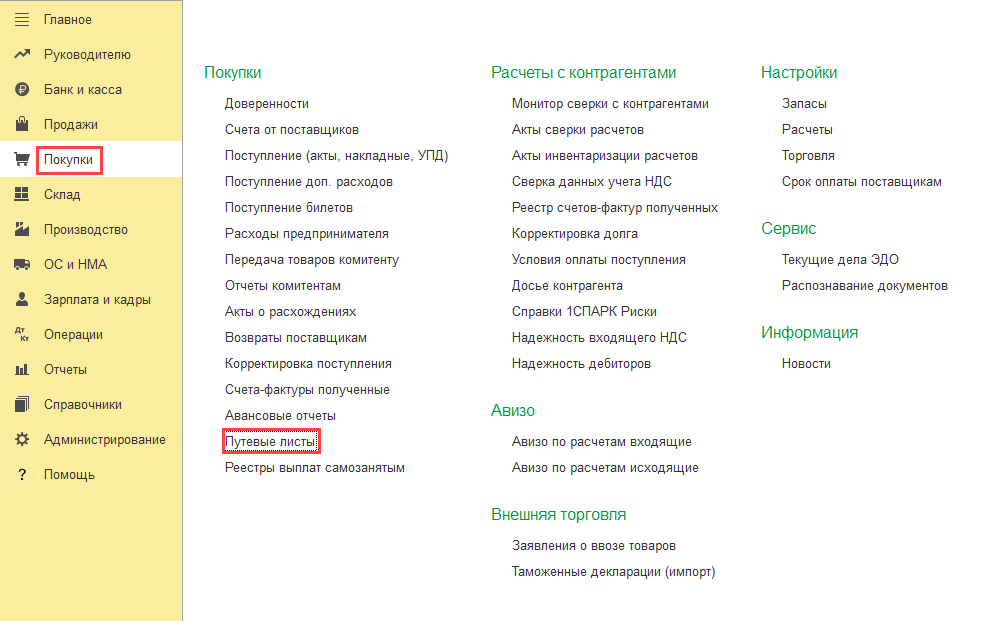 Главное
Руководителю
Банк и касса
Продажи
Покупки
Склад
Производство
ОС и НМА
Зарплата и кадры
Дт Кт
Операции
Отчеты
Справочники
Администрирование
? Помощь
Покупки
Доверенности
Счета от поставщиков
Поступление (акты, накладные, УПД)
Поступление доп. расходов
Поступление билетов
Расходы предпринимателя
Передача товаров комитенту
Отчеты комитентам
Акты о расхождениях
Возвраты поставщикам
Корректировка поступления
Счета-фактуры полученные
Авансовые отчеты
Путевые листы
Реестры выплат самозанятым
Расчеты с контрагентами
Монитор сверки с контрагентами
Акты сверки расчетов
Акты инвентаризации расчетов
Сверка данных учета НДС
Реестр счетов-фактур полученных
Корректировка долга
Условия оплаты поступления
Досье контрагента
Справки 1СПАРК Риски
Надежность входящего НДС
Надежность дебиторов
Авизо
Авизо по расчетам входящие
Авизо по расчетам исходящие
Внешняя торговля
Заявления о ввозе товаров
Таможенные декларации (импорт)
Настройки
Запасы
Расчеты
Торговля
Срок оплаты поставщикам
Сервис
Текущие дела ЭДО
Распознавание документов
Информация
Новости